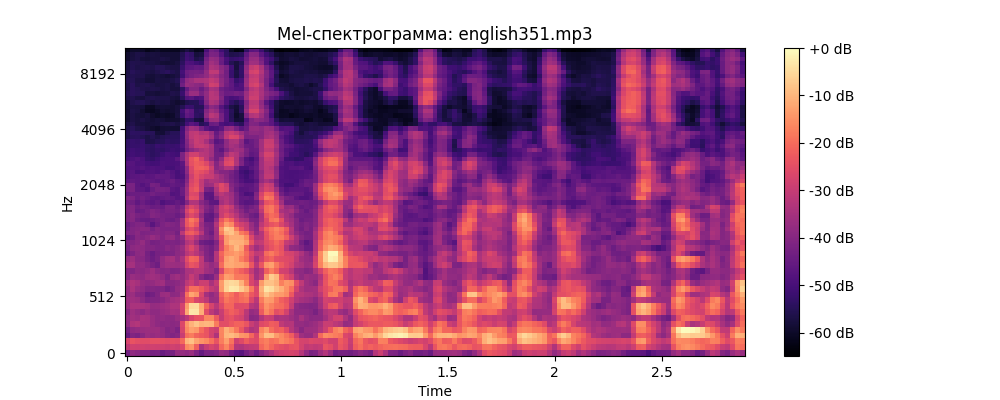 Mel-спектрограмма: english351.mp3
Hz
8192
4096
2048
1024
512
0
0 0.5 1 1.5 2 2.5
Time
+0 dB
-10 dB
-20 dB
-30 dB
-40 dB
-50 dB
-60 dB